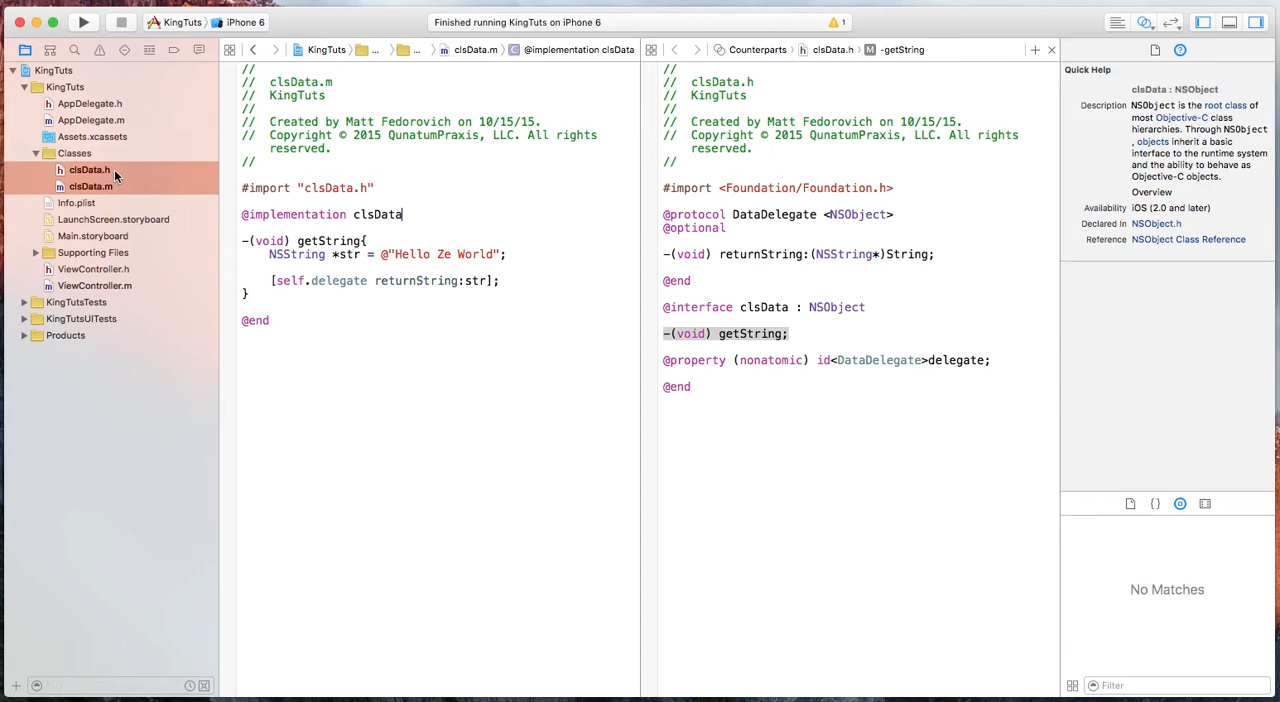 KingTuts
iPhone 6
Finished running KingTuts on iPhone 6
1
KingTuts
KingTuts
AppDelegate.h
AppDelegate.m
Assets.xcassets
Classes
h clsData.h
m clsData.m
Info.plist
LaunchScreen.storyboard
Main.storyboard
Supporting Files
ViewController.h
ViewController.m
KingTutsTests
KingTutsUITests
Products
KingTuts ... ... m clsData.m C @implementation clsData
//
// clsData.m
// KingTuts
//
// Created by Matt Fedorovich on 10/15/15.
// Copyright © 2015 QunatumPraxis, LLC. All rights
reserved.
//
#import "clsData.h"
@implementation clsData
-(void) getString{
NSString *str = @"Hello Ze World";
[self.delegate returnString:str];
}
@end
Counterparts h clsData.h M -getString
//
// clsData.h
// KingTuts
//
// Created by Matt Fedorovich on 10/15/15.
// Copyright © 2015 QunatumPraxis, LLC. All rights
reserved.
//
#import <Foundation/Foundation.h>
@protocol DataDelegate <NSObject>
@optional
-(void) returnString:(NSString*)String;
@end
@interface clsData : NSObject
-(void) getString;
@property (nonatomic) id<DataDelegate>delegate;
@end
Quick Help
clsData : NSObject
Description NSObject is the root class of
most Objective-C class
hierarchies. Through NSObject
, objects inherit a basic
interface to the runtime system
and the ability to behave as
Objective-C objects.
Overview
Availability iOS (2.0 and later)
Declared In NSObject.h
Reference NSObject Class Reference
No Matches
Filter